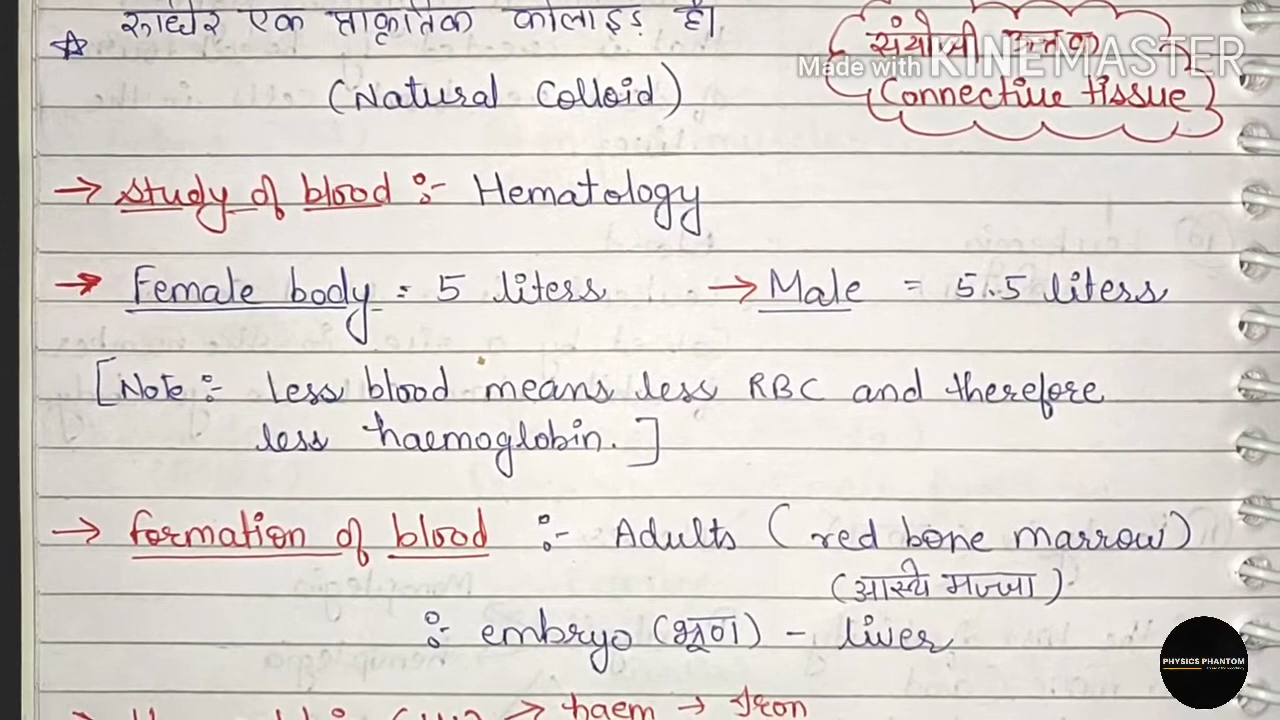 ☆ रूधिर एक प्राकृतिक कोलाइड है।
(Natural Colloid)
संयोजी ऊतक
Made with KINEMASTER
(Connective tissue)
→ Study of blood :- Hematology
→ Female body = 5 liters → Male = 5.5 liters
[Note :- Less blood means less RBC and therefore
less haemoglobin.]
→ formation of blood :- Adults (red bone marrow)
(अस्थि मज्जा)
:- embryo (भ्रूण) - liver
PHYSICS PHANTOM
→ haem → Iron